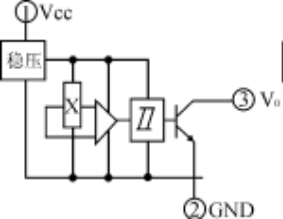 ①Vcc
稳压
X
③ Vo
②GND